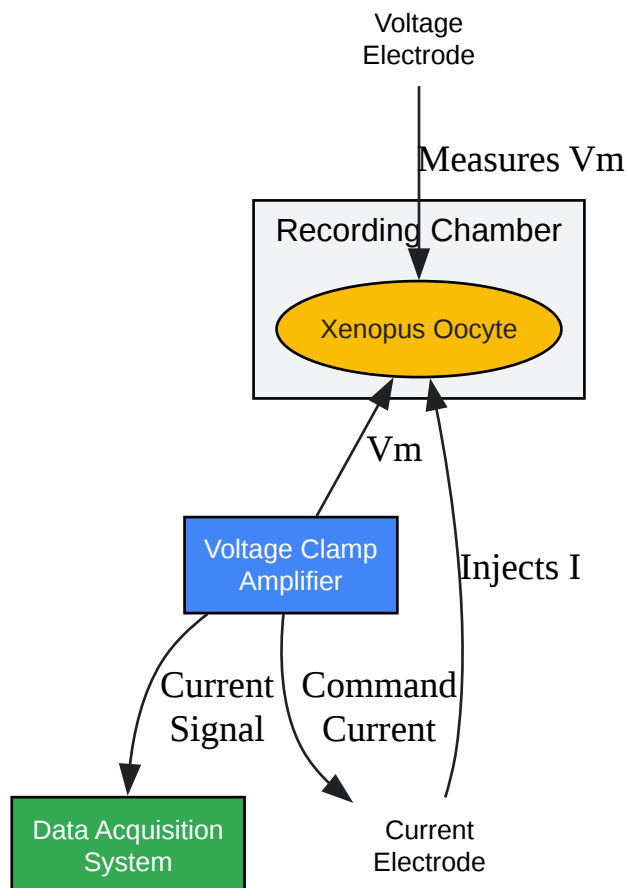 Voltage
Electrode
Measures Vm
Recording Chamber
Xenopus Oocyte
Vm
Voltage Clamp
Amplifier
Injects I
Current
Signal
Command
Current
Data Acquisition
System
Current
Electrode